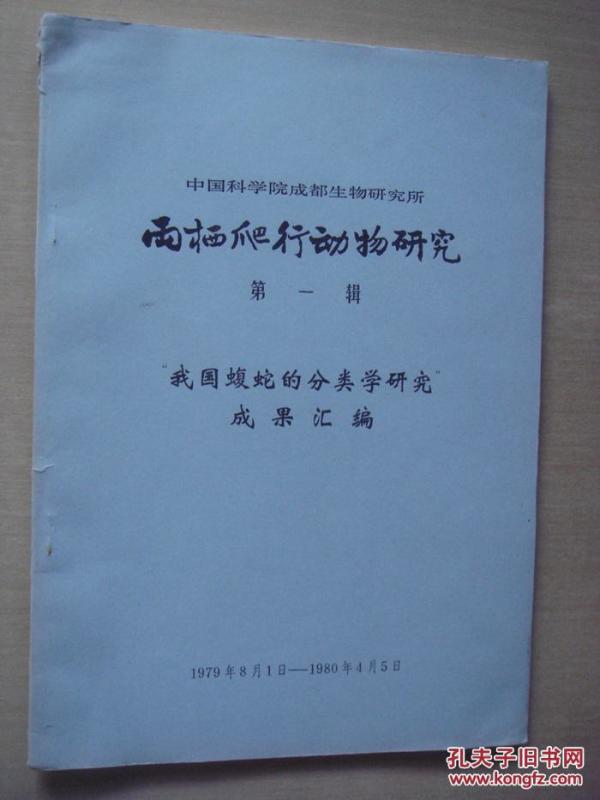 中国科学院成都生物研究所
两栖爬行动物研究
第一辑
"我国蝮蛇的分类学研究"
成果汇编
1979年8月1日——1980年4月5日
孔夫子旧书网
www.kongfz.com